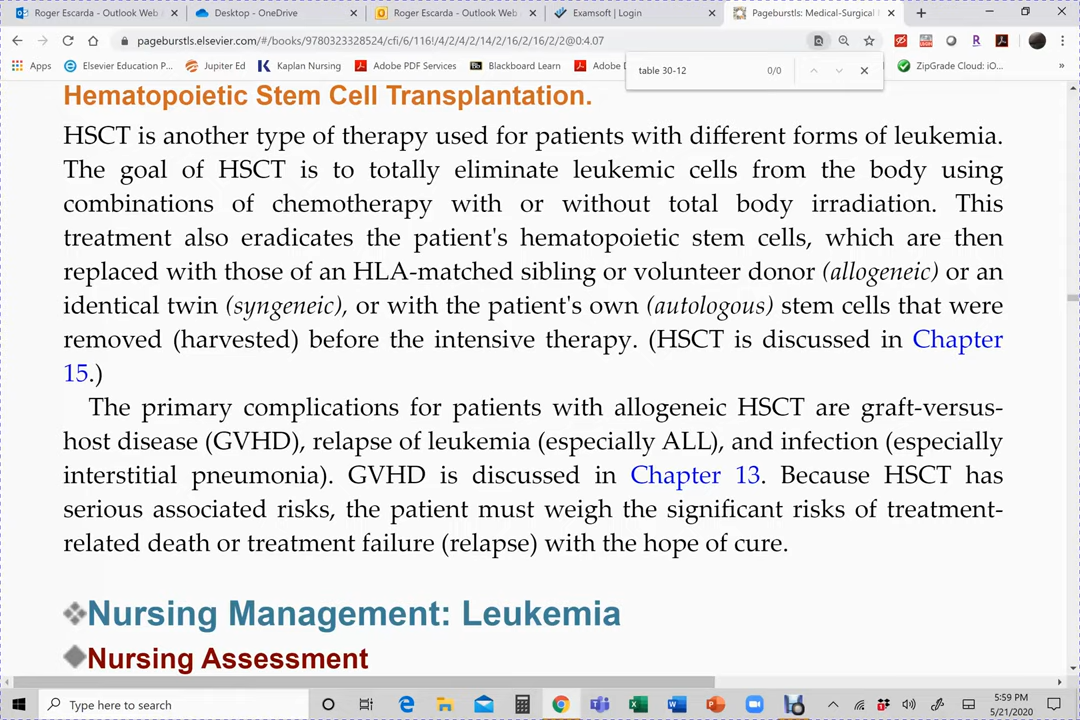 Roger Escarda - Outlook Web
Desktop - OneDrive
Roger Escarda - Outlook Web
Examsoft | Login
Pageburstls: Medical-Surgical
pageburstls.elsevier.com/#/books/9780323328524/cfi/6/116!/4/2/4/2/14/2/16/2/16/2/2@0:4.07
Apps
Elsevier Education P...
Jupiter Ed
Kaplan Nursing
Adobe PDF Services
Blackboard Learn
Adobe D
ZipGrade Cloud: iO...
table 30-12
0/0
Hematopoietic Stem Cell Transplantation.
HSCT is another type of therapy used for patients with different forms of leukemia.
The goal of HSCT is to totally eliminate leukemic cells from the body using
combinations of chemotherapy with or without total body irradiation. This
treatment also eradicates the patient's hematopoietic stem cells, which are then
replaced with those of an HLA-matched sibling or volunteer donor (allogeneic) or an
identical twin (syngeneic), or with the patient's own (autologous) stem cells that were
removed (harvested) before the intensive therapy. (HSCT is discussed in Chapter
15.)
The primary complications for patients with allogeneic HSCT are graft-versus-
host disease (GVHD), relapse of leukemia (especially ALL), and infection (especially
interstitial pneumonia). GVHD is discussed in Chapter 13. Because HSCT has
serious associated risks, the patient must weigh the significant risks of treatment-
related death or treatment failure (relapse) with the hope of cure.
Nursing Management: Leukemia
Nursing Assessment
Type here to search
5:59 PM
5/21/2020